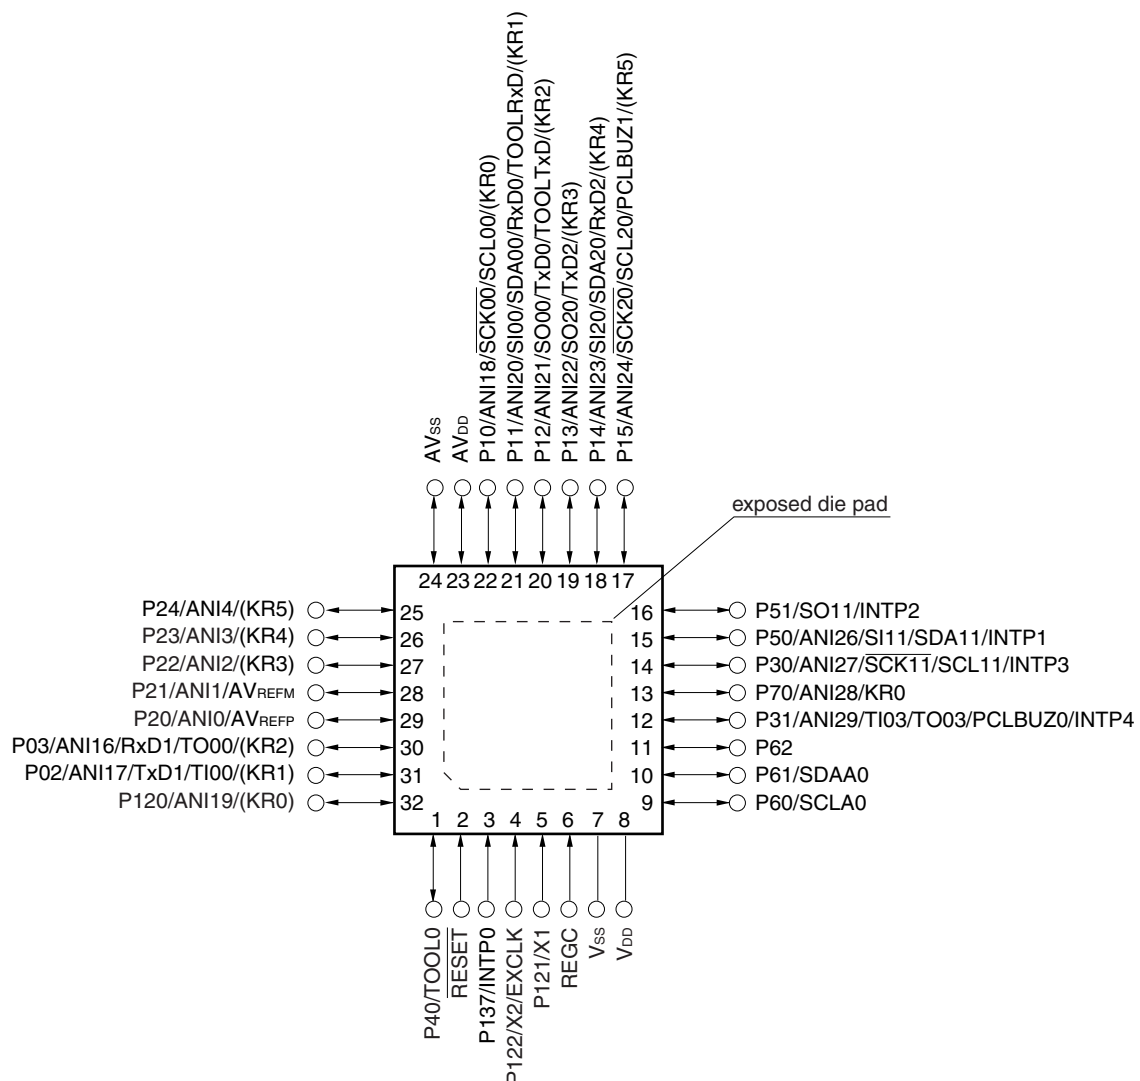 P10/ANI18/SCK00/SCL00/(KR0)
P11/ANI20/SI00/SDA00/RxD0/TOOLRxD/(KR1)
P12/ANI21/SO00/TxD0/TOOLTxD/(KR2)
P13/ANI22/SO20/TxD2/(KR3)
P14/ANI23/SI20/SDA20/RxD2/(KR4)
P15/ANI24/SCK20/SCL20/PCLBUZ1/(KR5)
AVSS
AVDD
exposed die pad
24 23 22 21 20 19 18 17
P24/ANI4/(KR5) 25
P23/ANI3/(KR4) 26
P22/ANI2/(KR3) 27
P21/ANI1/AVREFM 28
P20/ANI0/AVREFP 29
P03/ANI16/RxD1/TO00/(KR2) 30
P02/ANI17/TxD1/TI00/(KR1) 31
P120/ANI19/(KR0) 32
16 P51/SO11/INTP2
15 P50/ANI26/SI11/SDA11/INTP1
14 P30/ANI27/SCK11/SCL11/INTP3
13 P70/ANI28/KR0
12 P31/ANI29/TI03/TO03/PCLBUZ0/INTP4
11 P62
10 P61/SDAA0
9 P60/SCLA0
1 2 3 4 5 6 7 8
P40/TOOL0
RESET
P137/INTP0
P122/X2/EXCLK
P121/X1
REGC
VSS
VDD